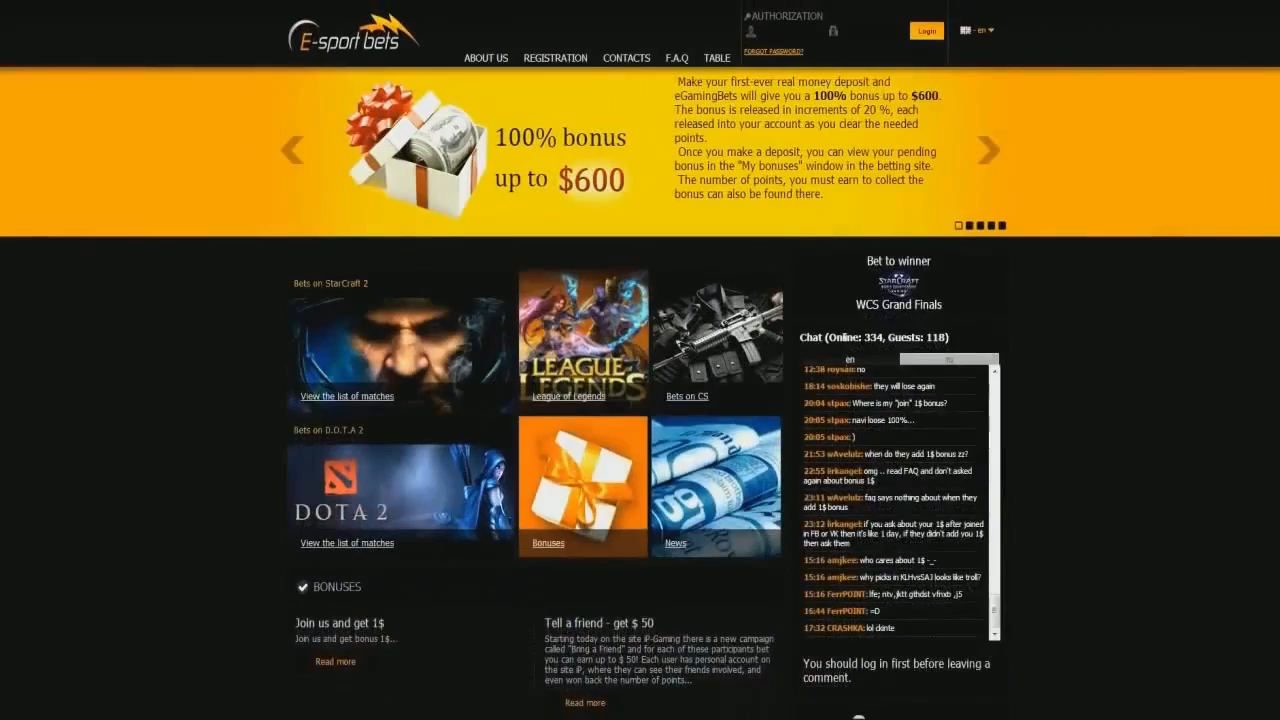 E-sport bets
AUTHORIZATION
Login
- en
FORGOT PASSWORD?
ABOUT US
REGISTRATION
CONTACTS
F.A.Q
TABLE
100% bonus
up to $600
Make your first-ever real money deposit and
eGamingBets will give you a 100% bonus up to $600.
The bonus is released in increments of 20 %, each
released into your account as you clear the needed
points.
Once you make a deposit, you can view your pending
bonus in the "My bonuses" window in the betting site.
The number of points, you must earn to collect the
bonus can also be found there.
Bets on StarCraft 2
View the list of matches
LEAGUE
LEGENDS
League of Legends
Bets on CS
Bets on D.O.T.A 2
DOTA 2
View the list of matches
Bonuses
News
BONUSES
Join us and get 1$
Join us and get bonus 1$...
Read more
Tell a friend - get $ 50
Starting today on the site iP-Gaming there is a new campaign
called "Bring a Friend" and for each of these participants bet
you can earn up to $ 50! Each user has personal account on
the site iP, where they can see their friends involved, and
even won back the number of points...
Read more
Bet to winner
STARCRAFT
WCS Grand Finals
Chat (Online: 334, Guests: 118)
en
ru
12:38 roysan: no
18:14 soskobishe: they will lose again
20:04 stpax: Where is my "join" 1$ bonus?
20:05 stpax: navi loose 100%...
20:05 stpax: )
21:53 wAvelulz: when do they add 1$ bonus zz?
22:55 lirkangel: omg .. read FAQ and don't asked
again about bonus 1$
23:11 wAvelulz: faq says nothing about when they
add 1$ bonus
23:12 lirkangel: if you ask about your 1$ after joined
in FB or VK then it's like 1 day, if they didn't add you 1$
then ask them
15:16 amjkee: who cares about 1$ -_-
15:16 amjkee: why picks in KLHvsSAJ looks like troll?
15:16 FerrPOINT: lfe; ntv,jktt gthdst vfnxb ,j5
16:44 FerrPOINT: =D
17:32 CRASHKA: lol dkinte
You should log in first before leaving a
comment.